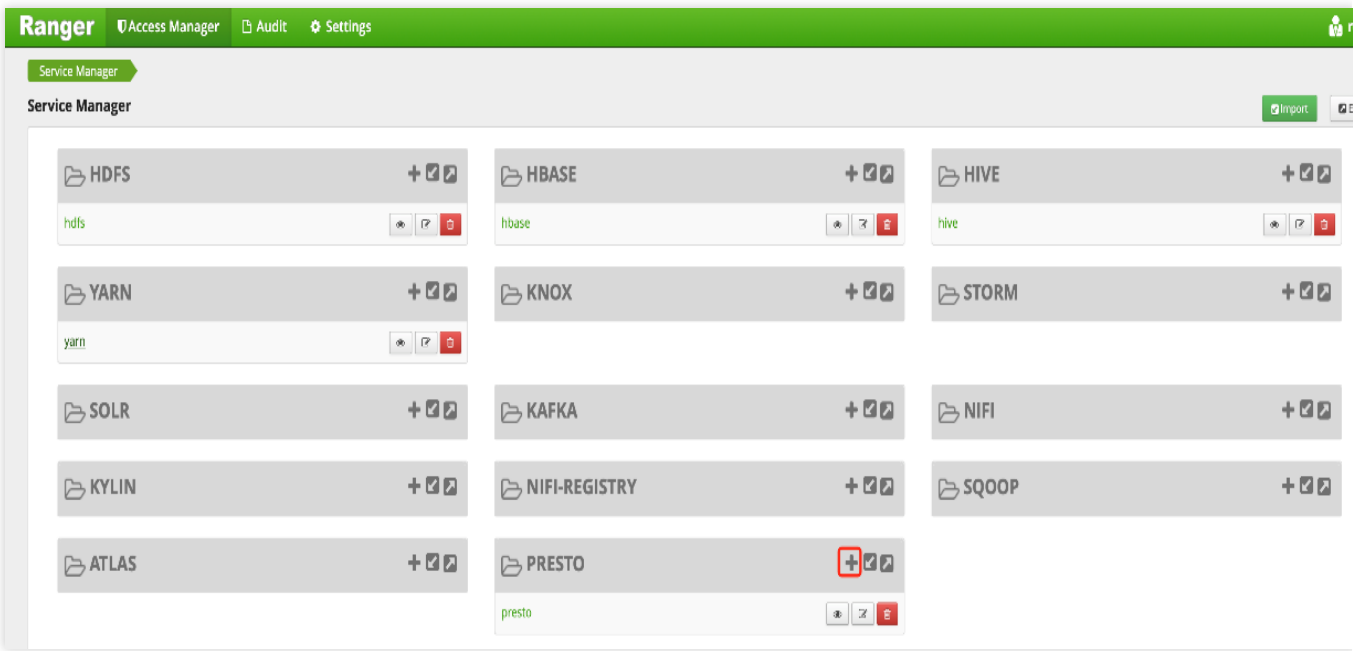 Ranger Access Manager Audit Settings
Service Manager
Service Manager Import
HDFS HBASE HIVE
hdfs hbase hive
YARN KNOX STORM
yarn
SOLR KAFKA NIFI
KYLIN NIFI-REGISTRY SQOOP
ATLAS PRESTO
presto